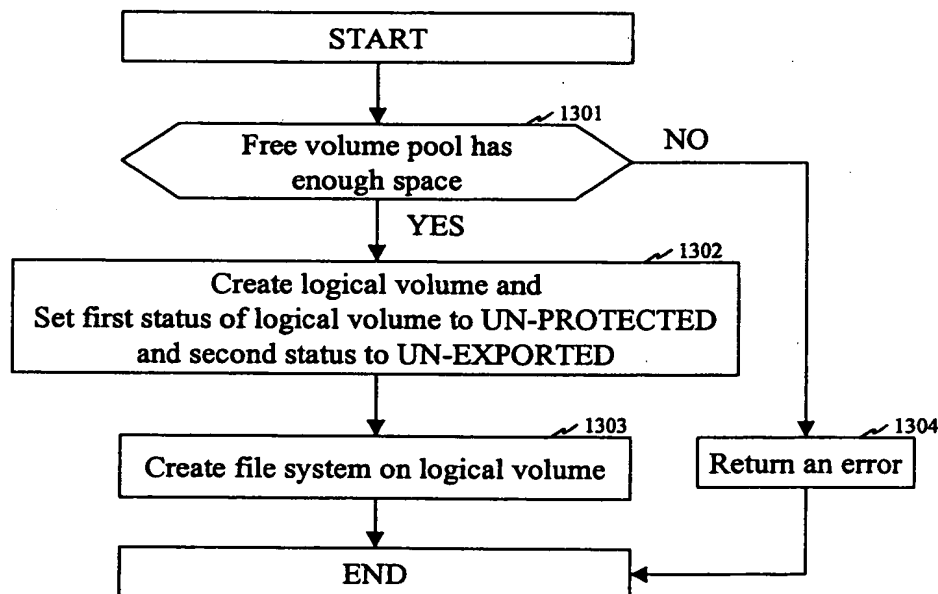 START
1301
Free volume pool has
enough space
NO
YES
1302
Create logical volume and
Set first status of logical volume to UN-PROTECTED
and second status to UN-EXPORTED
1303
Create file system on logical volume
1304
Return an error
END